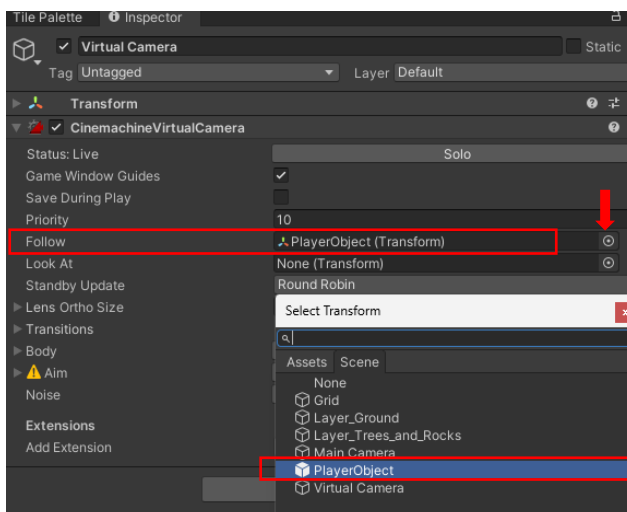 Tile Palette Inspector
Virtual Camera Static
Tag Untagged Layer Default
Transform
CinemachineVirtualCamera
Status: Live Solo
Game Window Guides
Save During Play
Priority 10
Follow PlayerObject (Transform)
Look At None (Transform)
Standby Update Round Robin
Lens Ortho Size
Select Transform
Transitions
Body
Assets Scene
Aim
None
Noise
Grid
Layer_Ground
Extensions
Layer_Trees_and_Rocks
Add Extension
Main Camera
PlayerObject
Virtual Camera